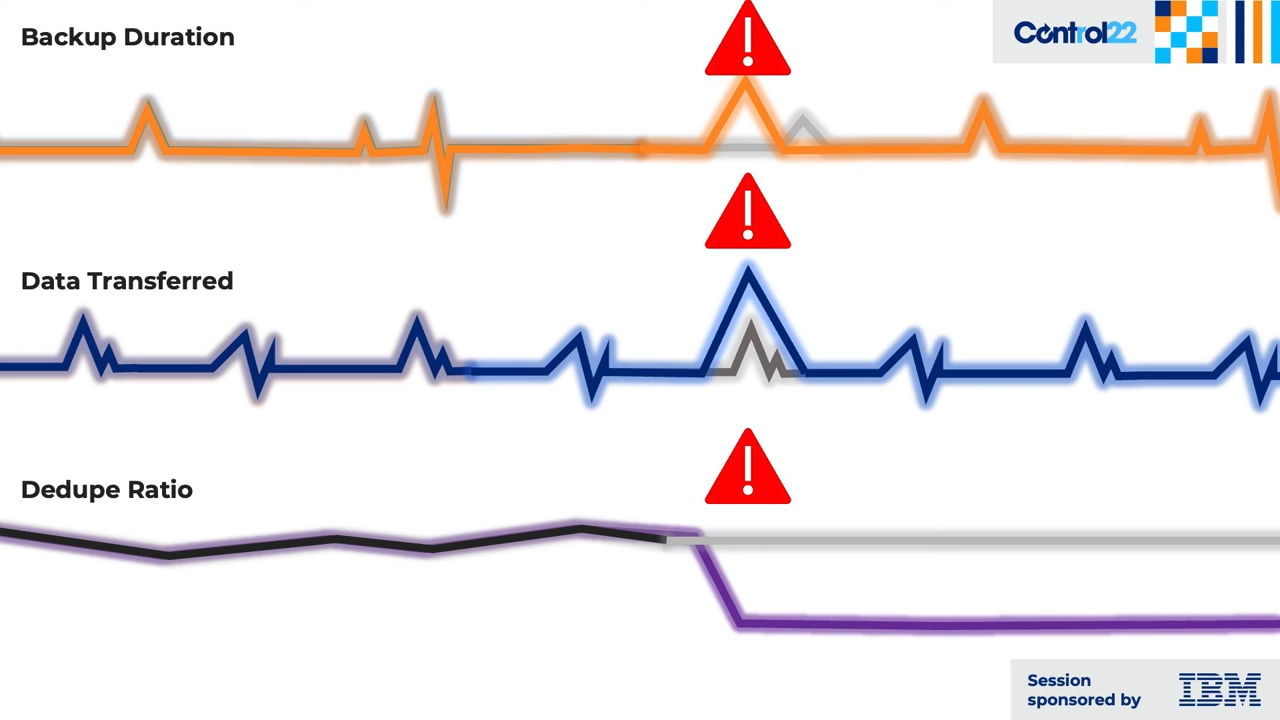 Backup Duration
Control22
Data Transferred
Dedupe Ratio
Session
sponsored by
IBM